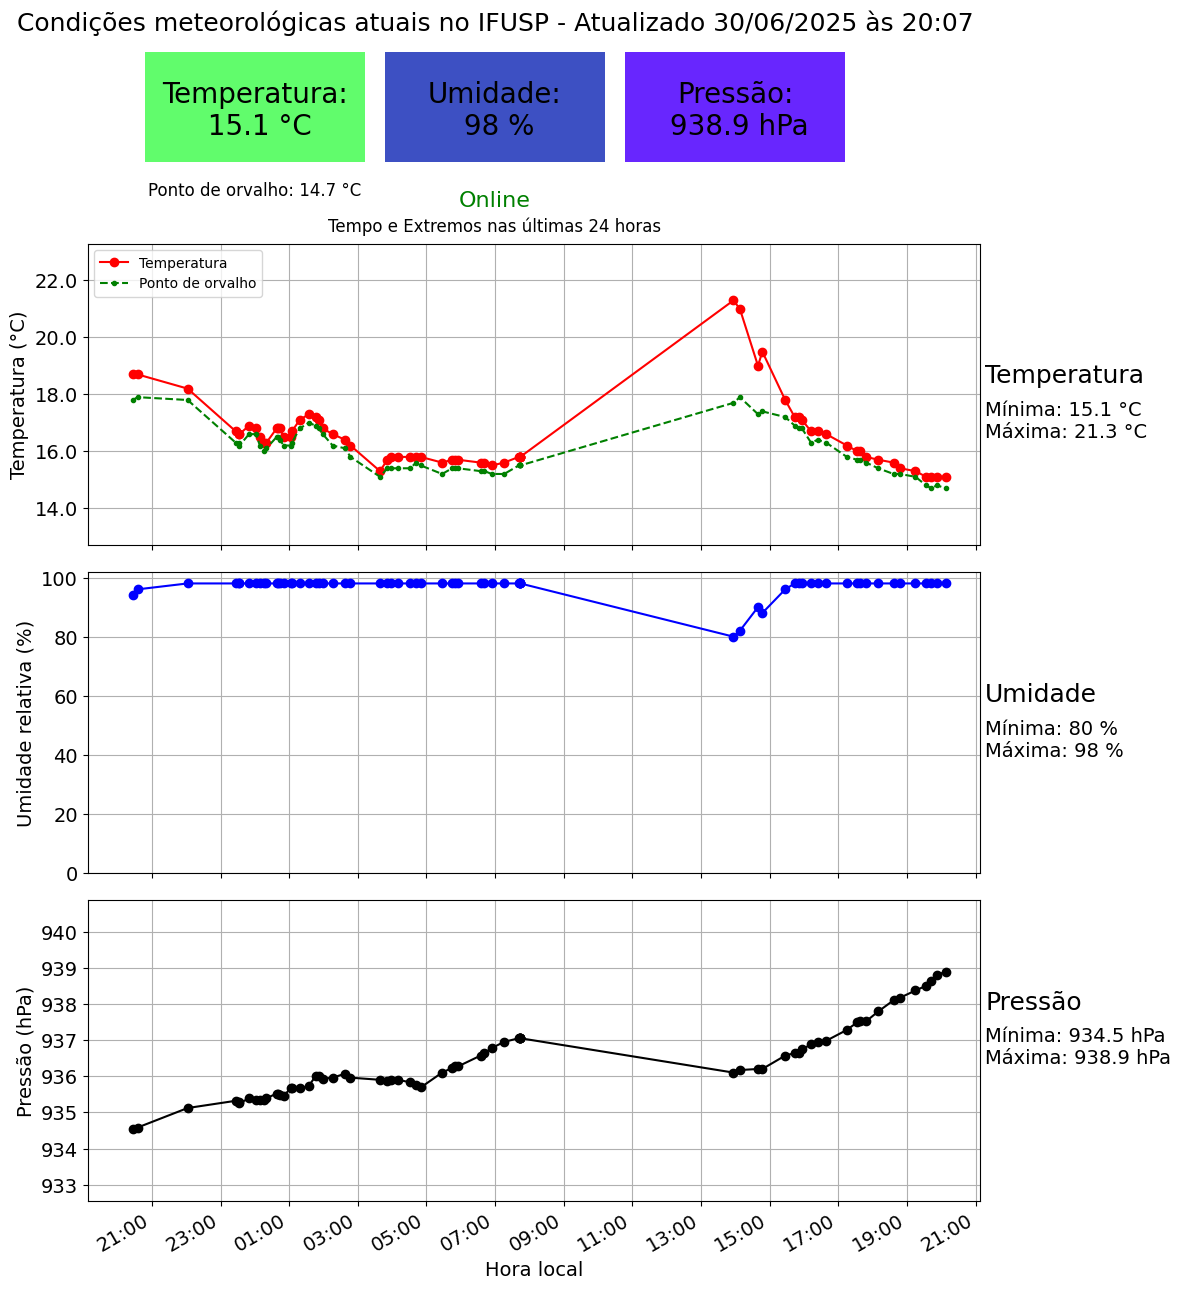 Condições meteorológicas atuais no IFUSP - Atualizado 30/06/2025 às 20:07
Temperatura:
15.1 °C
Umidade:
98 %
Pressão:
938.9 hPa
Ponto de orvalho: 14.7 °C
Online
Tempo e Extremos nas últimas 24 horas
Temperatura
Ponto de orvalho
Temperatura (°C)
22.0
20.0
18.0
16.0
14.0
Temperatura
Mínima: 15.1 °C
Máxima: 21.3 °C
Umidade relativa (%)
100
80
60
40
20
0
Umidade
Mínima: 80 %
Máxima: 98 %
Pressão (hPa)
940
939
938
937
936
935
934
933
Pressão
Mínima: 934.5 hPa
Máxima: 938.9 hPa
21:00
23:00
01:00
03:00
05:00
07:00
09:00
11:00
13:00
15:00
17:00
19:00
21:00
Hora local